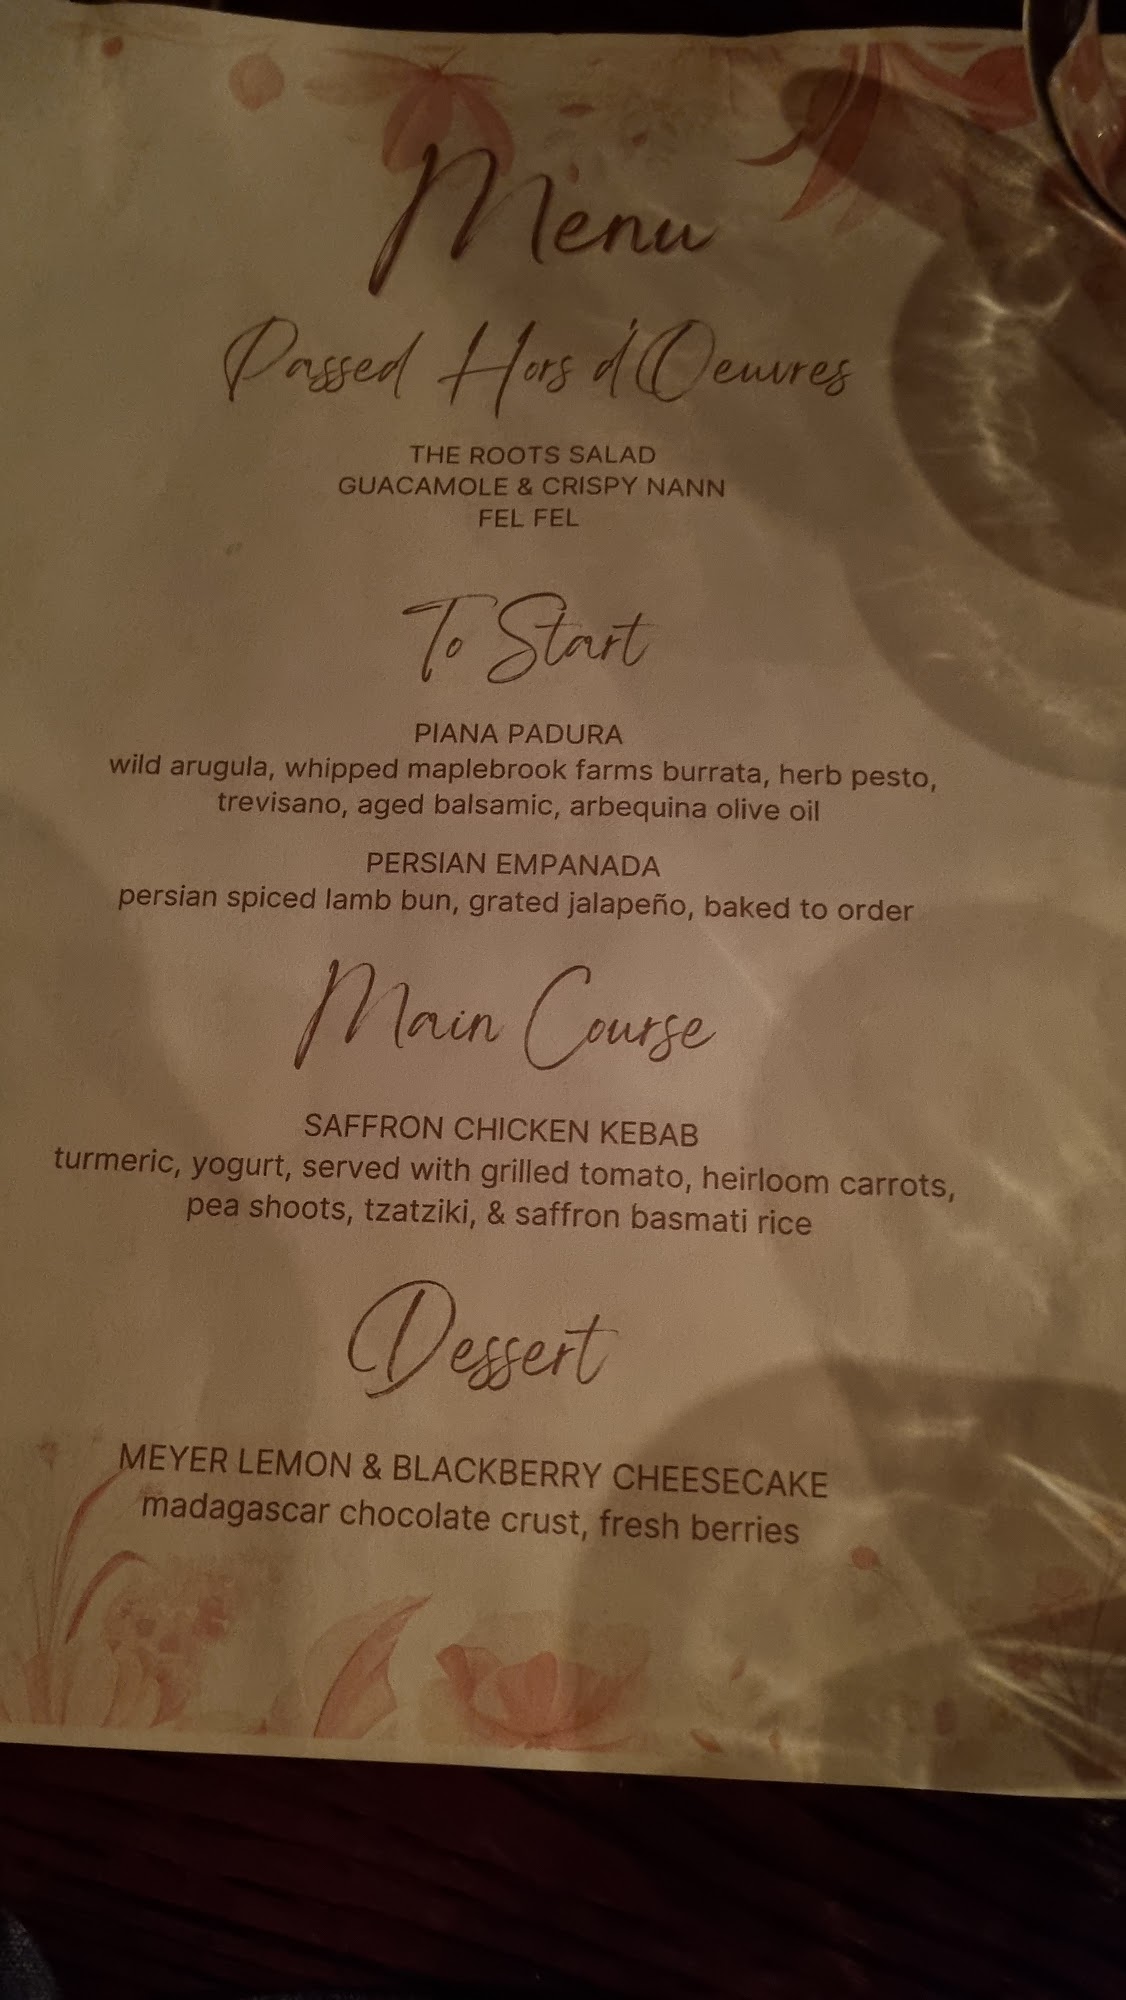 Menu
Passed Hors d'Oeuvres
THE ROOTS SALAD
GUACAMOLE & CRISPY NANN
FEL FEL
To Start
PIANA PADURA
wild arugula, whipped maplebrook farms burrata, herb pesto,
trevisano, aged balsamic, arbequina olive oil
PERSIAN EMPANADA
persian spiced lamb bun, grated jalapeño, baked to order
Main Course
SAFFRON CHICKEN KEBAB
turmeric, yogurt, served with grilled tomato, heirloom carrots,
pea shoots, tzatziki, & saffron basmati rice
Dessert
MEYER LEMON & BLACKBERRY CHEESECAKE
madagascar chocolate crust, fresh berries